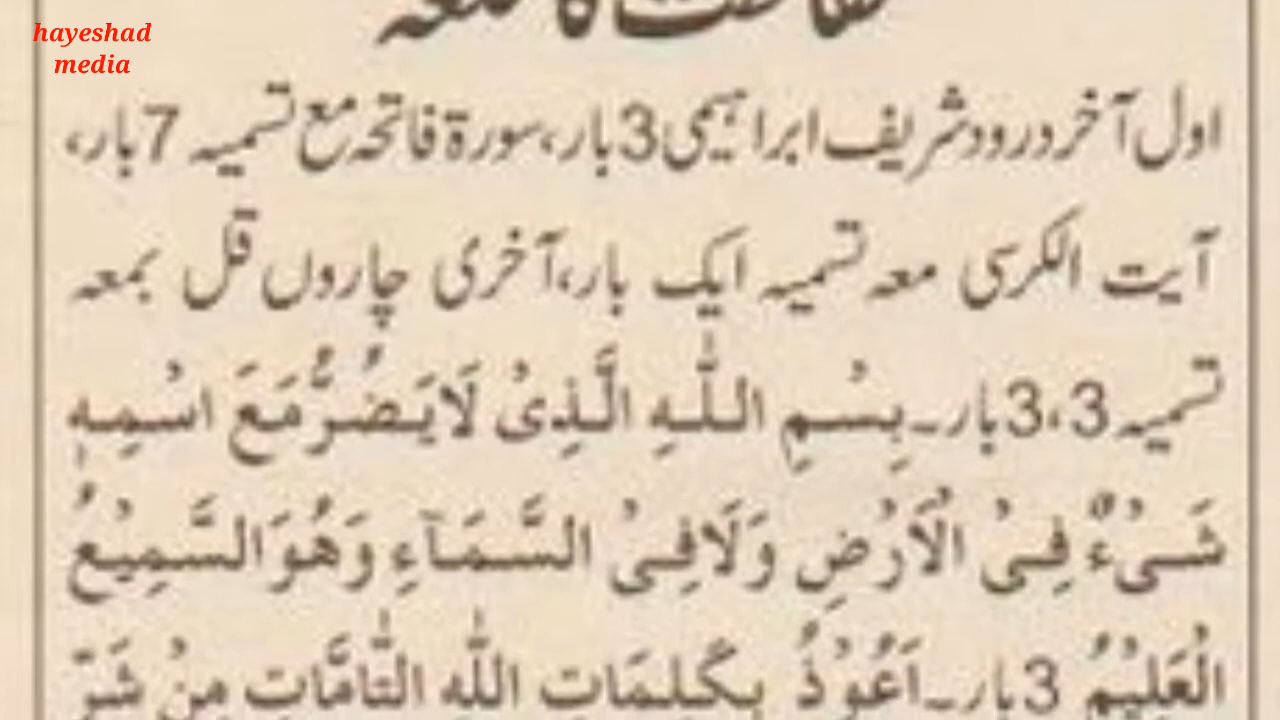 hayeshad
media
اول آخر درود شریف ابراہیمی 3 بار، سورۃ فاتحہ مع تسمیہ 7 بار،
آیت الکرسی معہ تسمیہ ایک بار، آخری چاروں قل بمعہ
تسمیہ 3،3 بار۔ بِسْمِ اللّٰهِ الَّذِیْ لَا یَضُرُّ مَعَ اسْمِهٖ
شَیْءٌ فِی الْاَرْضِ وَلَا فِی السَّمَآءِ وَهُوَ السَّمِیْعُ
الْعَلِیْمُ 3 بار۔ اَعُوْذُ بِكَلِمَاتِ اللّٰهِ التَّامَّاتِ مِنْ شَرِّ